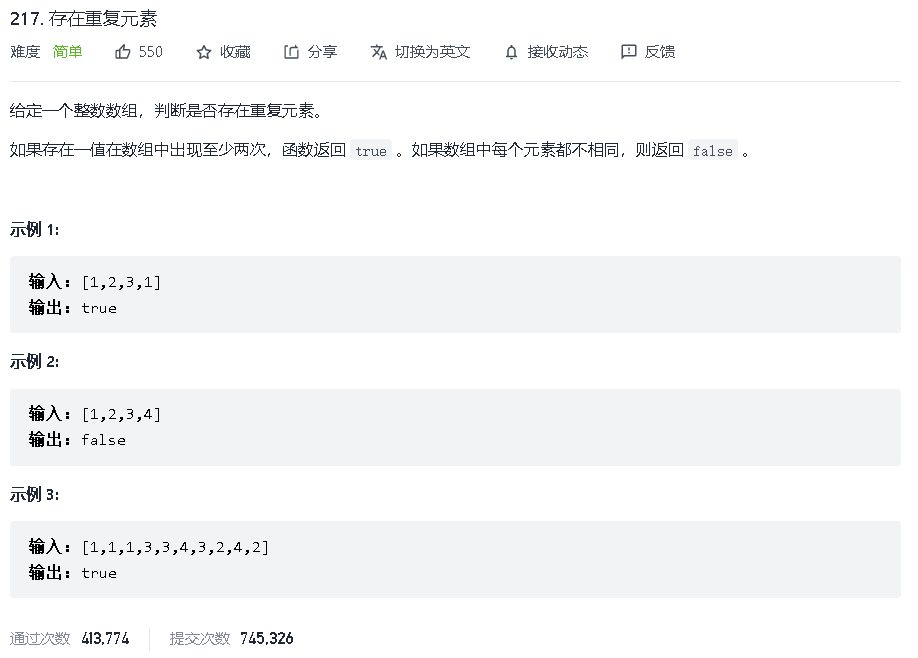 217. 存在重复元素
难度 简单 550 收藏 分享 切换为英文 接收动态 反馈
给定一个整数数组，判断是否存在重复元素。
如果存在一值在数组中出现至少两次，函数返回 true 。如果数组中每个元素都不相同，则返回 false 。
示例 1:
输入: [1,2,3,1]
输出: true
示例 2:
输入: [1,2,3,4]
输出: false
示例 3:
输入: [1,1,1,3,3,4,3,2,4,2]
输出: true
通过次数 413,774 提交次数 745,326